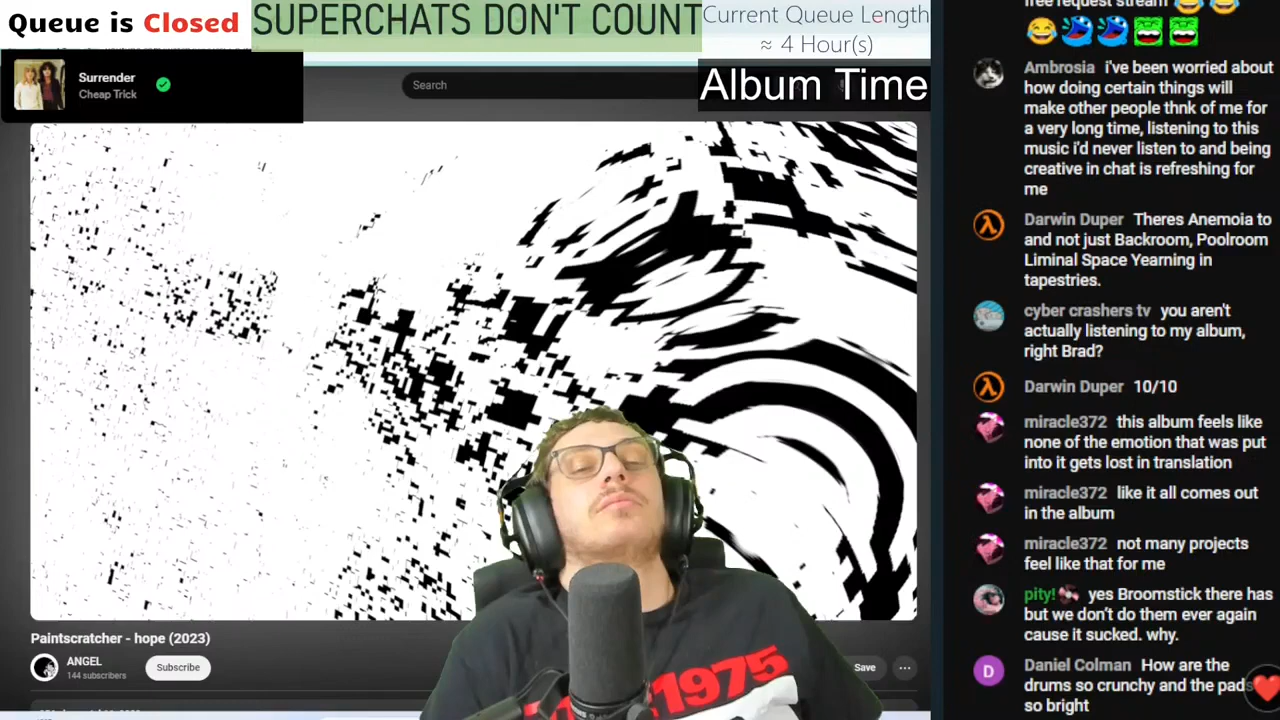 Queue is Closed
SUPERCHATS DON'T COUNT
Current Queue Length
≈ 4 Hour(s)
Album Time
Surrender
Cheap Trick
Search
Paintscratcher - hope (2023)
ANGEL
144 subscribers
Subscribe
Save
1975
free request stream
Ambrosia i've been worried about
how doing certain things will
make other people thnk of me for
a very long time, listening to this
music i'd never listen to and being
creative in chat is refreshing for
me
Darwin Duper Theres Anemoia to
and not just Backroom, Poolroom
Liminal Space Yearning in
tapestries.
cyber crashers tv you aren't
actually listening to my album,
right Brad?
Darwin Duper 10/10
miracle372 this album feels like
none of the emotion that was put
into it gets lost in translation
miracle372 like it all comes out
in the album
miracle372 not many projects
feel like that for me
pity! yes Broomstick there has
but we don't do them ever again
cause it sucked. why.
D
Daniel Colman How are the
drums so crunchy and the pads
so bright